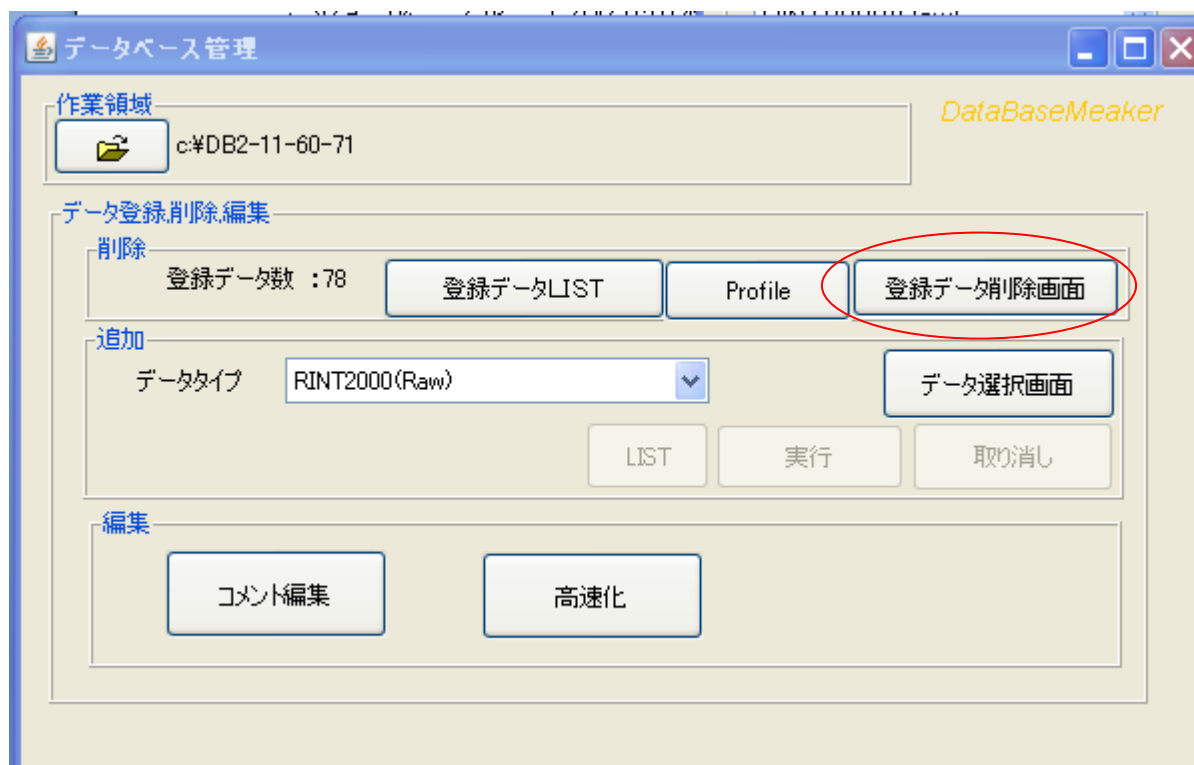 データベース管理
作業領域
DataBaseMeaker
c:¥DB2-11-60-71
データ登録,削除,編集
削除
登録データ数 :78
登録データLIST
Profile
登録データ削除画面
追加
データタイプ
RINT2000(Raw)
データ選択画面
LIST
実行
取り消し
編集
コメント編集
高速化